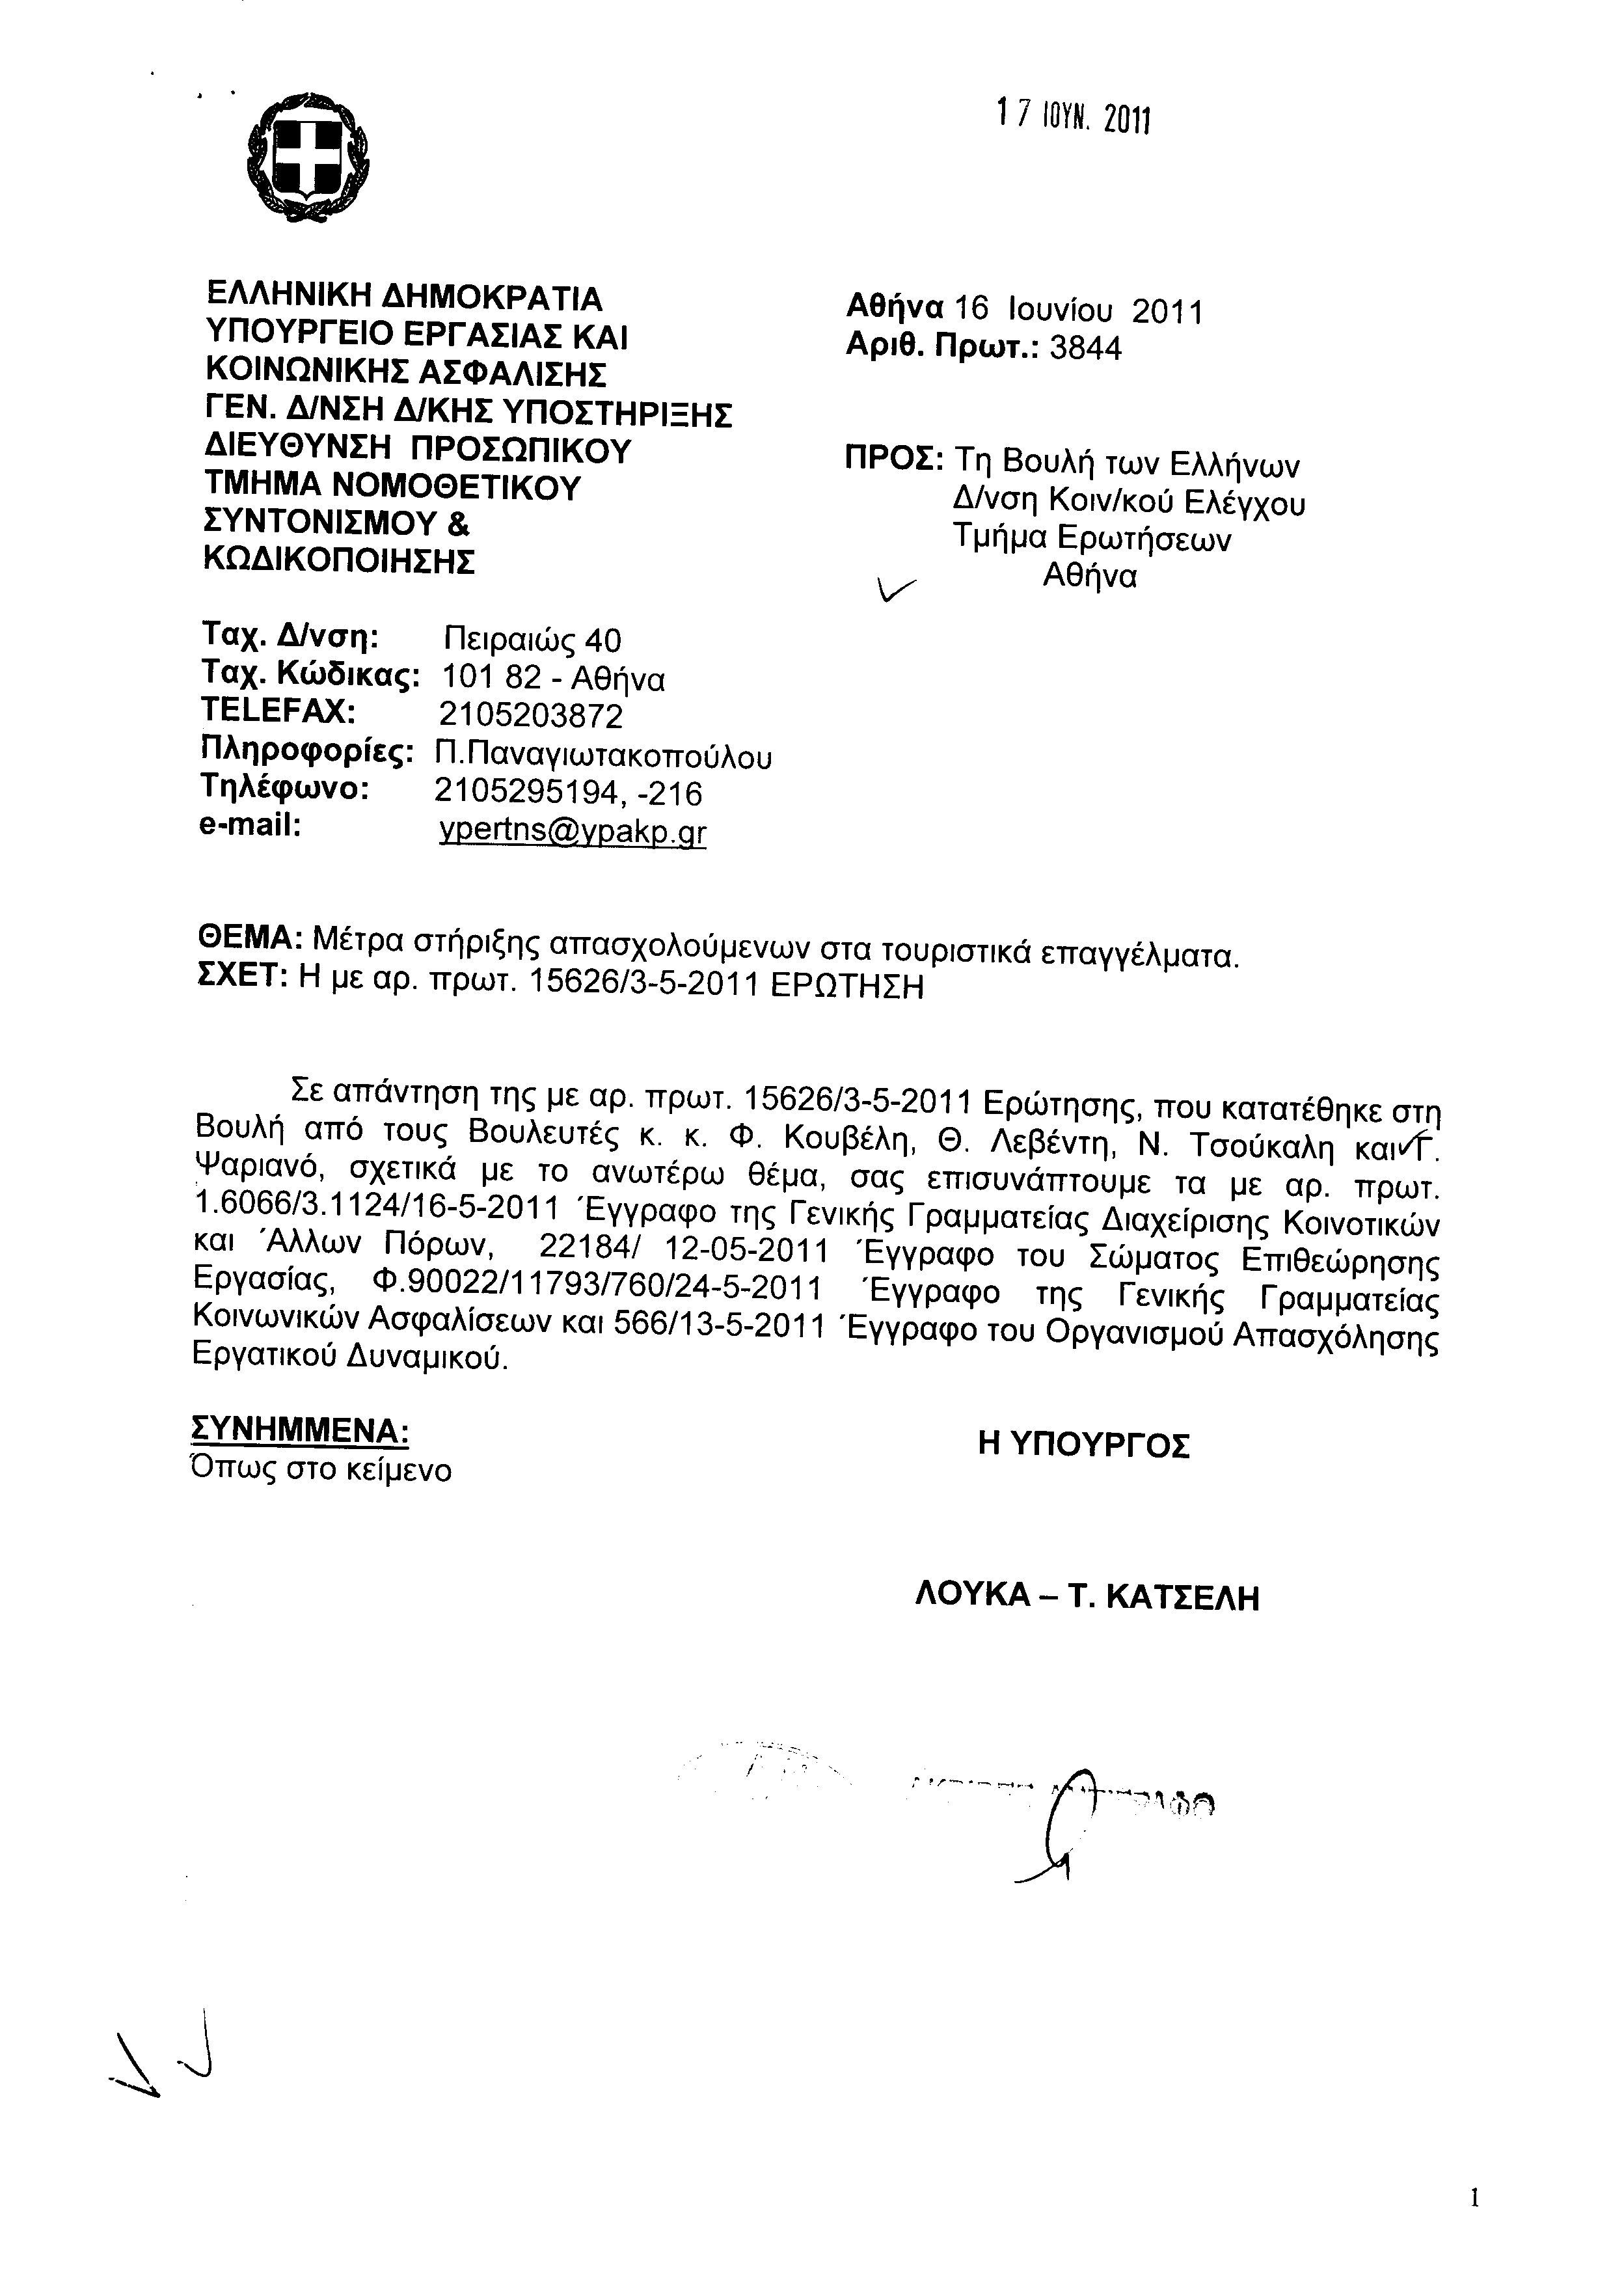 1 7 ΙΟΥΝ. 2011
ΕΛΛΗΝΙΚΗ ΔΗΜΟΚΡΑΤΙΑ
ΥΠΟΥΡΓΕΙΟ ΕΡΓΑΣΙΑΣ ΚΑΙ
ΚΟΙΝΩΝΙΚΗΣ ΑΣΦΑΛΙΣΗΣ
ΓΕΝ. Δ/ΝΣΗ Δ/ΚΗΣ ΥΠΟΣΤΗΡΙΞΗΣ
ΔΙΕΥΘΥΝΣΗ ΠΡΟΣΩΠΙΚΟΥ
ΤΜΗΜΑ ΝΟΜΟΘΕΤΙΚΟΥ
ΣΥΝΤΟΝΙΣΜΟΥ &
ΚΩΔΙΚΟΠΟΙΗΣΗΣ
Αθήνα 16 Ιουνίου 2011
Αριθ. Πρωτ.: 3844
ΠΡΟΣ: Τη Βουλή των Ελλήνων
Δ/νση Κοιν/κού Ελέγχου
Τμήμα Ερωτήσεων
Αθήνα
Ταχ. Δ/νση: Πειραιώς 40
Ταχ. Κώδικας: 101 82 - Αθήνα
TELEFAX: 2105203872
Πληροφορίες: Π.Παναγιωτακοπούλου
Τηλέφωνο: 2105295194, -216
e-mail: ypertns@ypakp.gr
ΘΕΜΑ: Μέτρα στήριξης απασχολούμενων στα τουριστικά επαγγέλματα.
ΣΧΕΤ: Η με αρ. πρωτ. 15626/3-5-2011 ΕΡΩΤΗΣΗ
Σε απάντηση της με αρ. πρωτ. 15626/3-5-2011 Ερώτησης, που κατατέθηκε στη
Βουλή από τους Βουλευτές κ. κ. Φ. Κουβέλη, Θ. Λεβέντη, Ν. Τσούκαλη και Γ.
Ψαριανό, σχετικά με το ανωτέρω θέμα, σας επισυνάπτουμε τα με αρ. πρωτ.
1.6066/3.1124/16-5-2011 Έγγραφο της Γενικής Γραμματείας Διαχείρισης Κοινοτικών
και Άλλων Πόρων, 22184/ 12-05-2011 Έγγραφο του Σώματος Επιθεώρησης
Εργασίας, Φ.90022/11793/760/24-5-2011 Έγγραφο της Γενικής Γραμματείας
Κοινωνικών Ασφαλίσεων και 566/13-5-2011 Έγγραφο του Οργανισμού Απασχόλησης
Εργατικού Δυναμικού.
ΣΥΝΗΜΜΕΝΑ:
Όπως στο κείμενο
Η ΥΠΟΥΡΓΟΣ
ΛΟΥΚΑ – Τ. ΚΑΤΣΕΛΗ
1